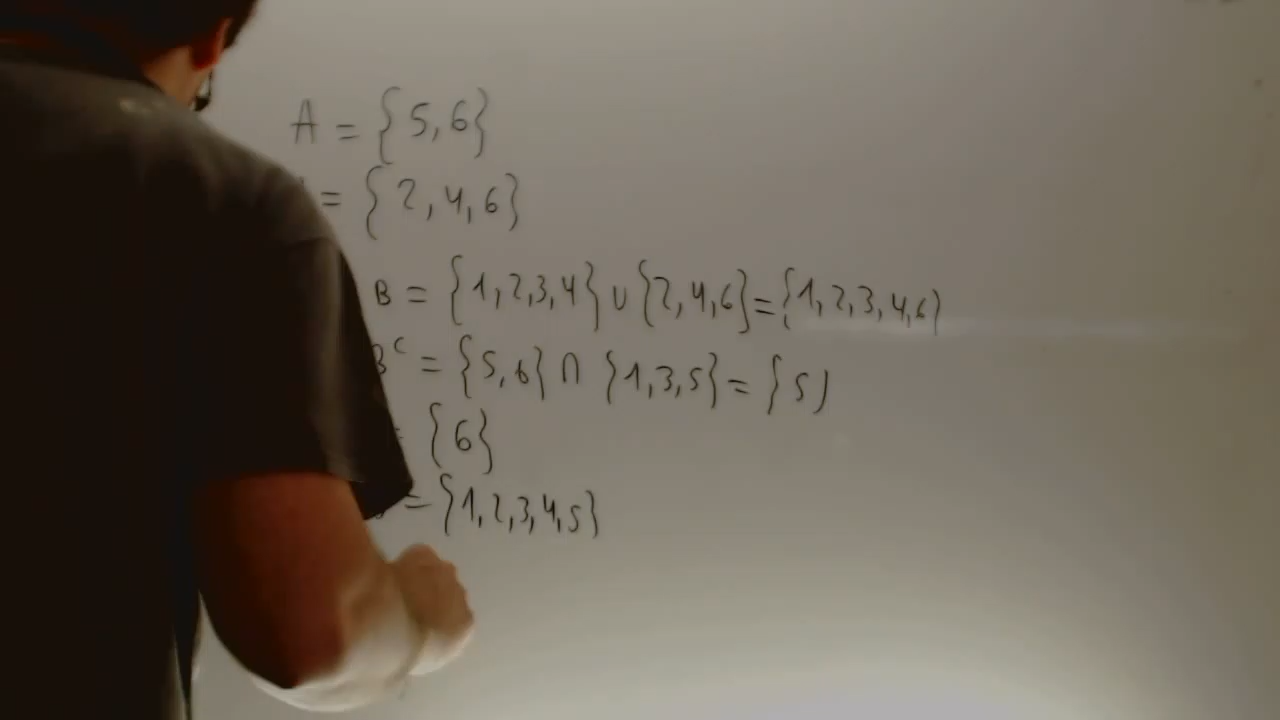 A = {5,6}
= {2,4,6}
B = {1,2,3,4} ∪ {2,4,6} = {1,2,3,4,6}
B^c = {5,6} ∩ {1,3,5} = {5}
= {6}
= {1,2,3,4,5}